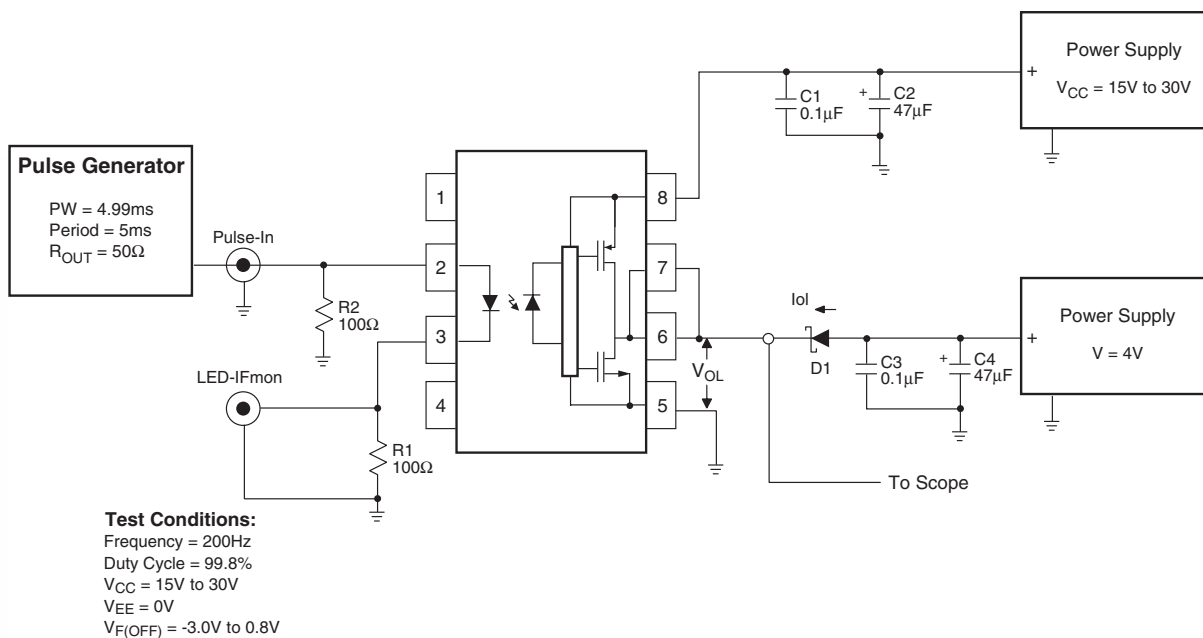 Power Supply
V_CC = 15V to 30V
+
C1
0.1μF
+
C2
47μF
Pulse Generator
PW = 4.99ms
Period = 5ms
R_OUT = 50Ω
Pulse-In
R2
100Ω
LED-IFmon
R1
100Ω
1
2
3
4
8
7
6
5
V_OL
Iol
D1
C3
0.1μF
+
C4
47μF
+
Power Supply
V = 4V
To Scope
Test Conditions:
Frequency = 200Hz
Duty Cycle = 99.8%
V_CC = 15V to 30V
V_EE = 0V
V_F(OFF) = -3.0V to 0.8V